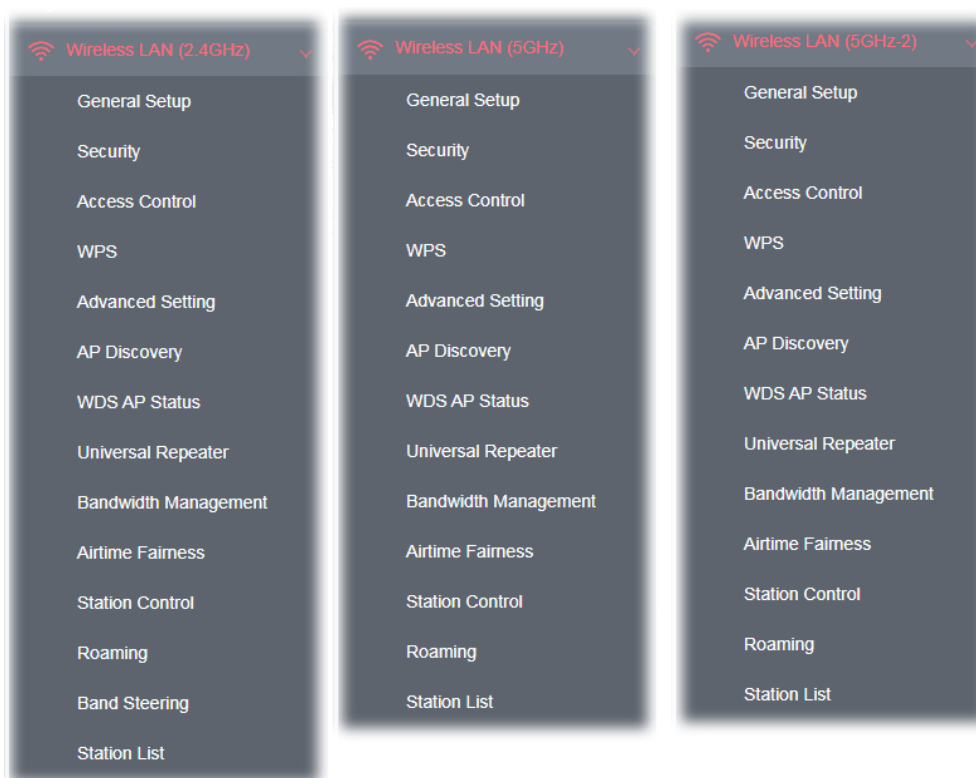 Wireless LAN (2.4GHz)
General Setup
Security
Access Control
WPS
Advanced Setting
AP Discovery
WDS AP Status
Universal Repeater
Bandwidth Management
Airtime Fairness
Station Control
Roaming
Band Steering
Station List
Wireless LAN (5GHz)
General Setup
Security
Access Control
WPS
Advanced Setting
AP Discovery
WDS AP Status
Universal Repeater
Bandwidth Management
Airtime Fairness
Station Control
Roaming
Station List
Wireless LAN (5GHz-2)
General Setup
Security
Access Control
WPS
Advanced Setting
AP Discovery
WDS AP Status
Universal Repeater
Bandwidth Management
Airtime Fairness
Station Control
Roaming
Station List